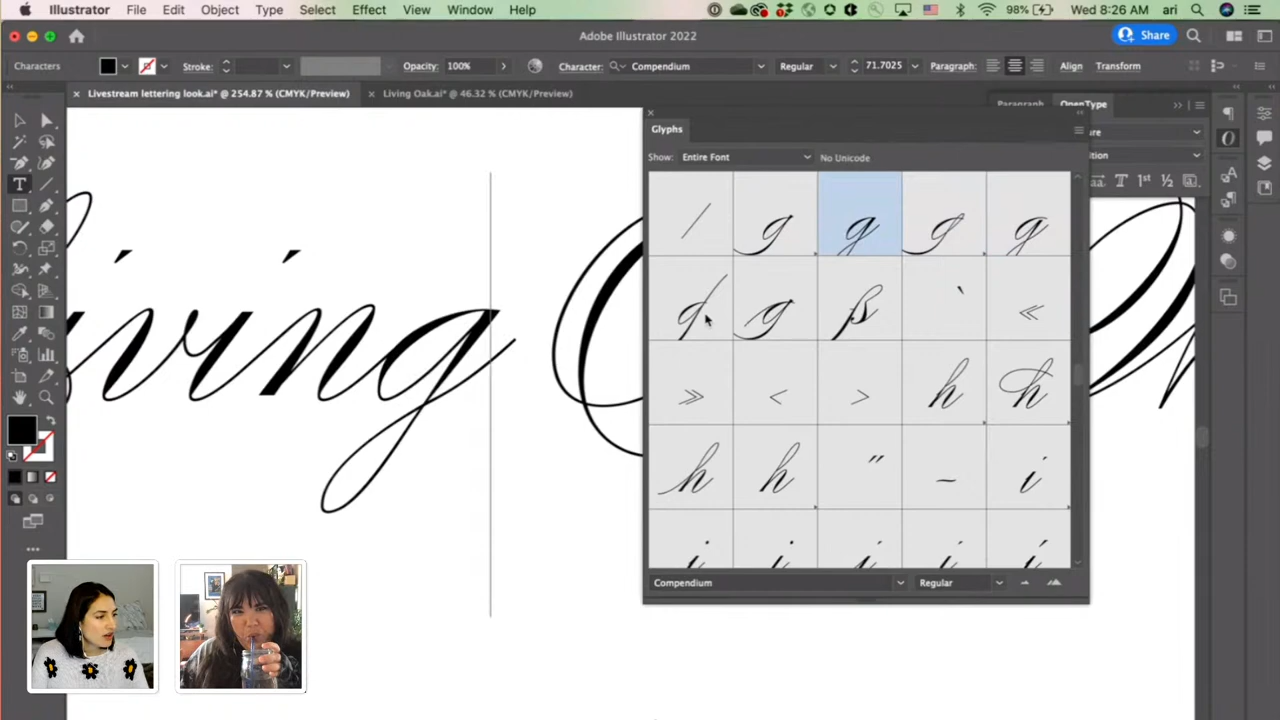 Illustrator File Edit Object Type Select Effect View Window Help 98% Wed 8:26 AM ari
Adobe Illustrator 2022 Share
Characters Stroke: Opacity: 100% Character: Compendium Regular 71.7025 Paragraph: Align Transform
× Livestream lettering look.ai* @ 254.87 % (CMYK/Preview) × Living Oak.ai* @ 46.32 % (CMYK/Preview)
Paragraph OpenType
Glyphs
Show: Entire Font No Unicode
/ g g g g
g g ß ` «
» < > h h
h h " ~ i
iving O
Compendium Regular